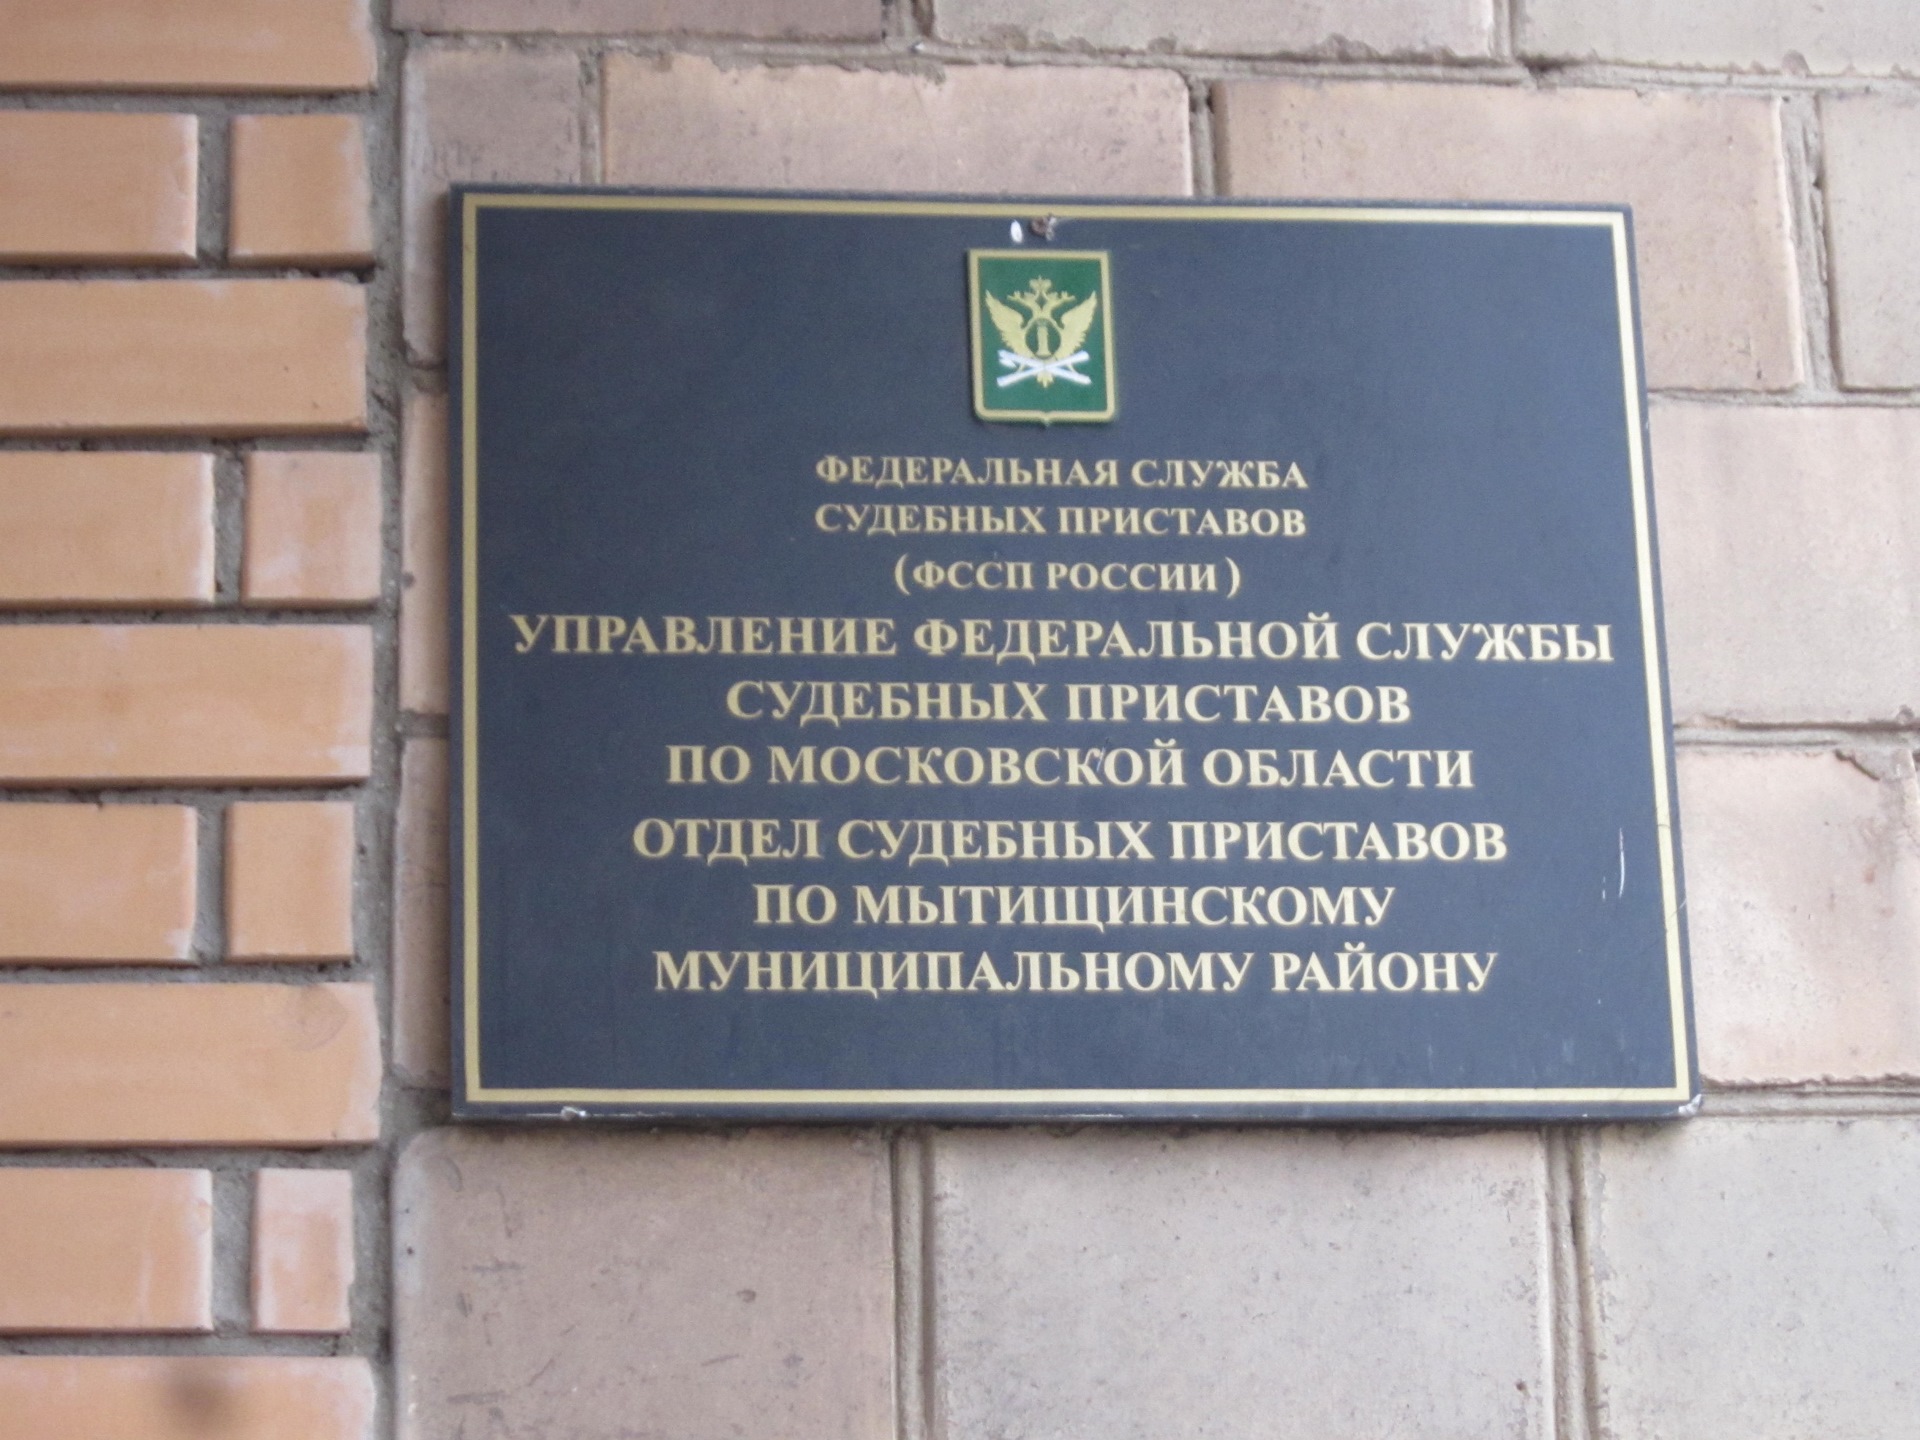 ФЕДЕРАЛЬНАЯ СЛУЖБА
СУДЕБНЫХ ПРИСТАВОВ
(ФССП РОССИИ)
УПРАВЛЕНИЕ ФЕДЕРАЛЬНОЙ СЛУЖБЫ
СУДЕБНЫХ ПРИСТАВОВ
ПО МОСКОВСКОЙ ОБЛАСТИ
ОТДЕЛ СУДЕБНЫХ ПРИСТАВОВ
ПО МЫТИЩИНСКОМУ
МУНИЦИПАЛЬНОМУ РАЙОНУ